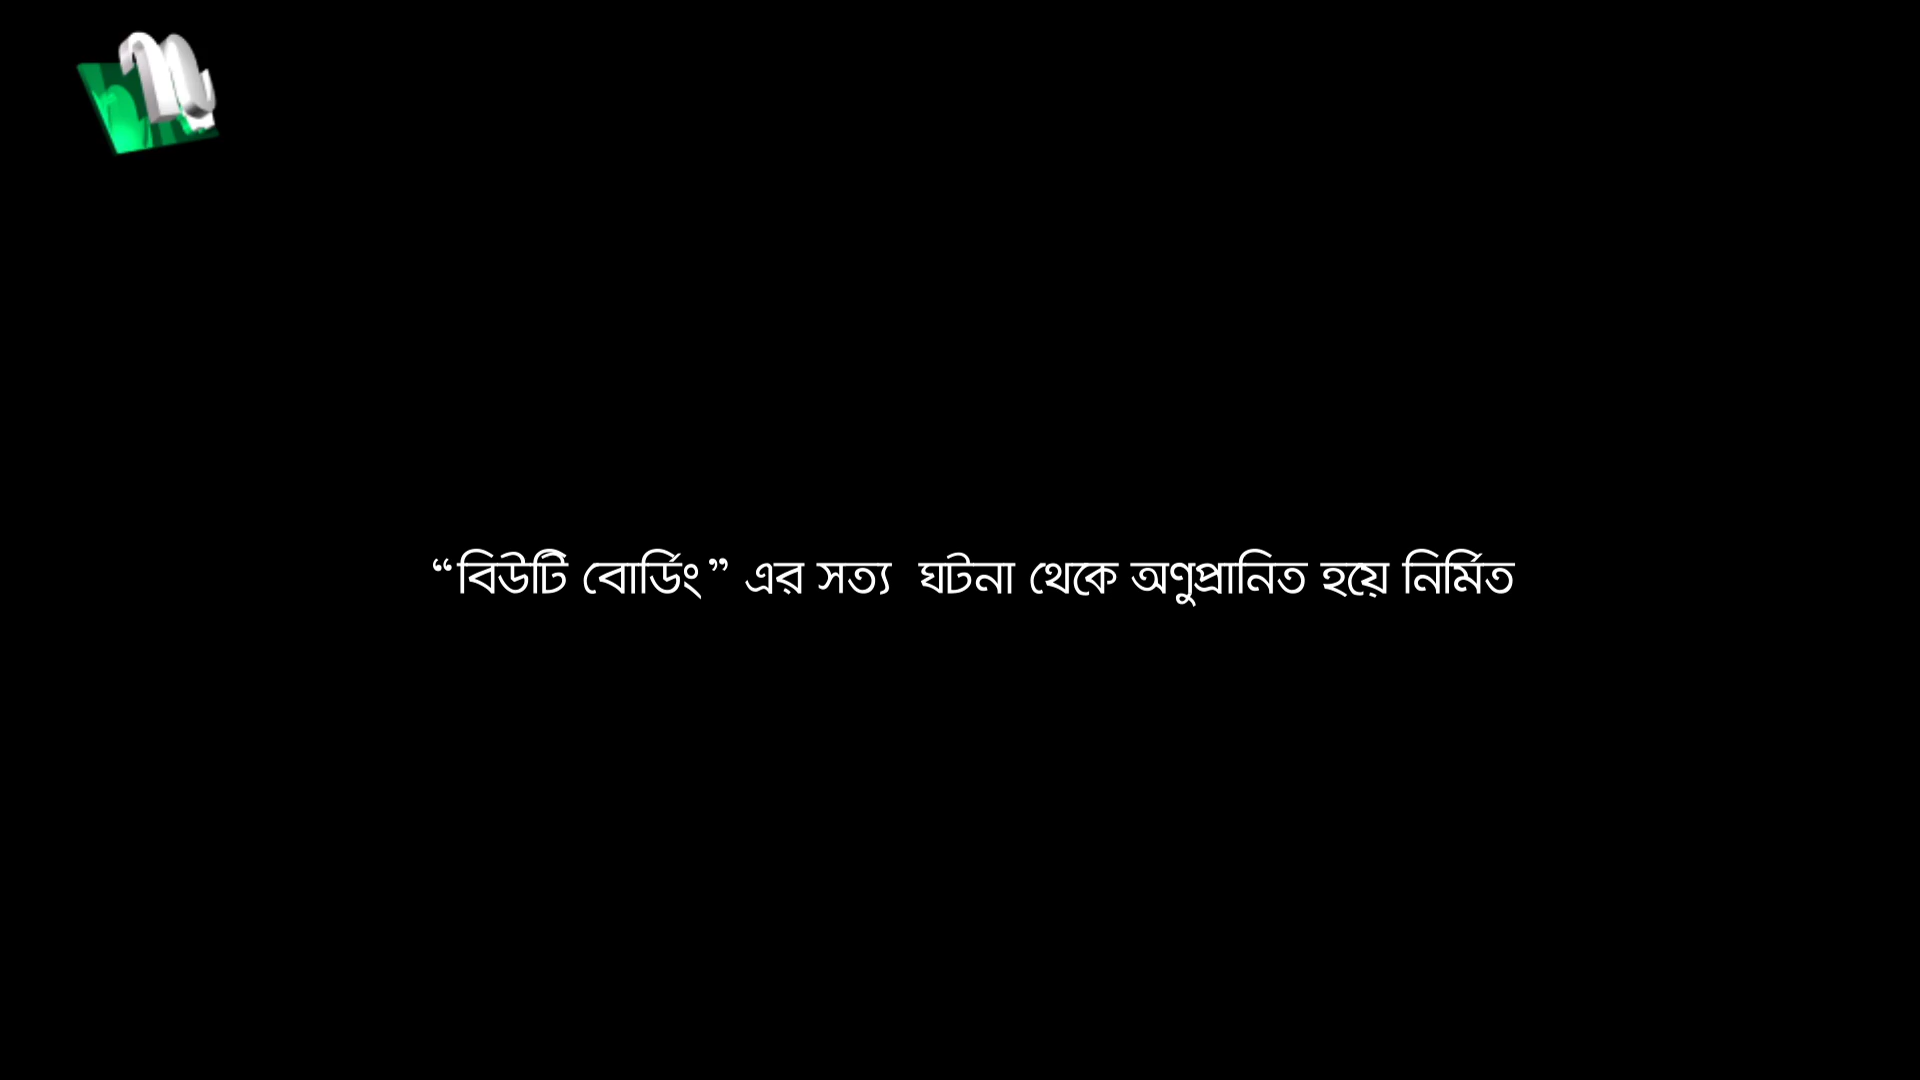 “বিউটি বোর্ডিং” এর সত্য  ঘটনা থেকে অণুপ্রানিত হয়ে নির্মিত